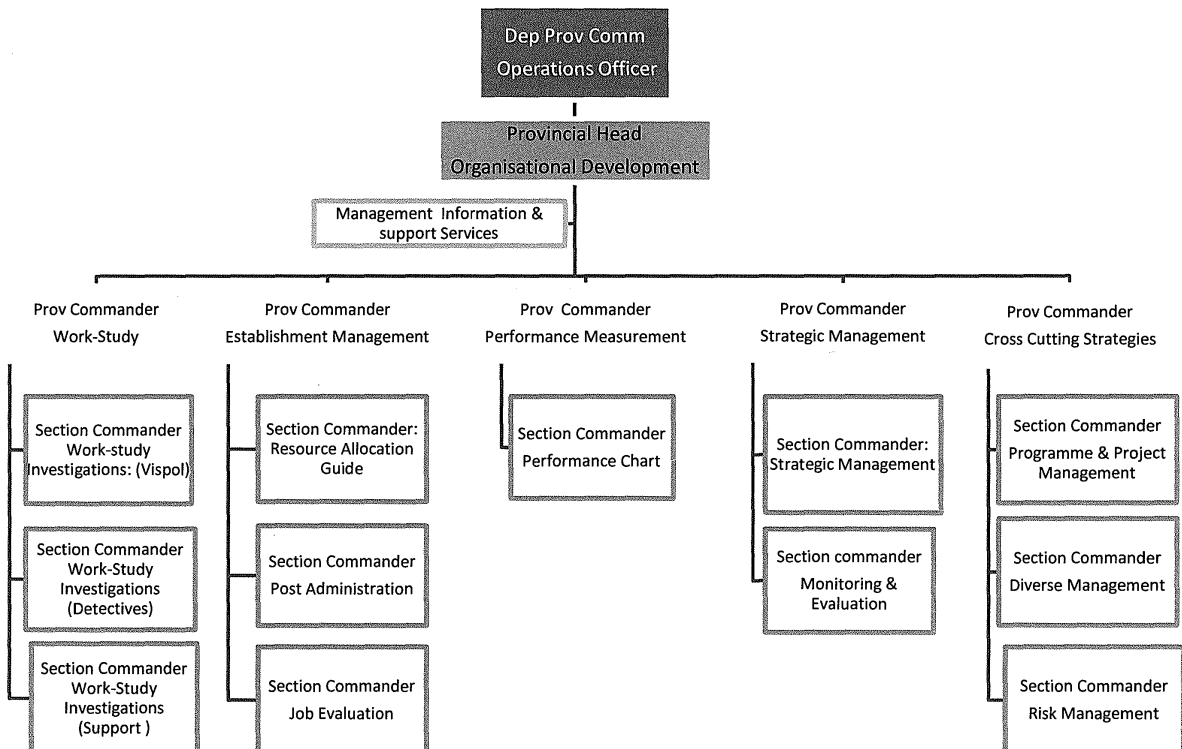 Dep Prov Comm
Operations Officer
Provincial Head
Organisational Development
Management Information &
support Services
Prov Commander
Work-Study
Prov Commander
Establishment Management
Prov Commander
Performance Measurement
Prov Commander
Strategic Management
Prov Commander
Cross Cutting Strategies
Section Commander
Work-study
Investigations: (Vispol)
Section Commander
Work-Study
Investigations
(Detectives)
Section Commander
Work-Study
Investigations
(Support )
Section Commander:
Resource Allocation
Guide
Section Commander
Post Administration
Section Commander
Job Evaluation
Section Commander
Performance Chart
Section Commander:
Strategic Management
Section commander
Monitoring &
Evaluation
Section Commander
Programme & Project
Management
Section Commander
Diverse Management
Section Commander
Risk Management